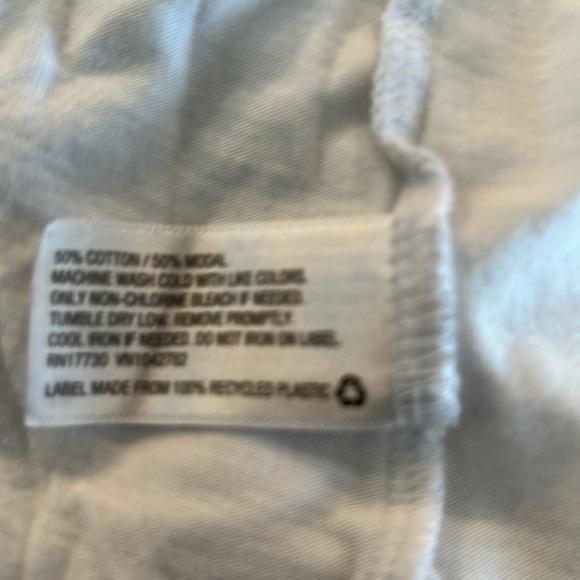 50% COTTON / 50% MODAL
MACHINE WASH COLD WITH LIKE COLORS.
ONLY NON-CHLORINE BLEACH IF NEEDED.
TUMBLE DRY LOW. REMOVE PROMPTLY.
COOL IRON IF NEEDED. DO NOT IRON ON LABEL.
RN17730
LABEL MADE FROM 100% RECYCLED PLASTIC